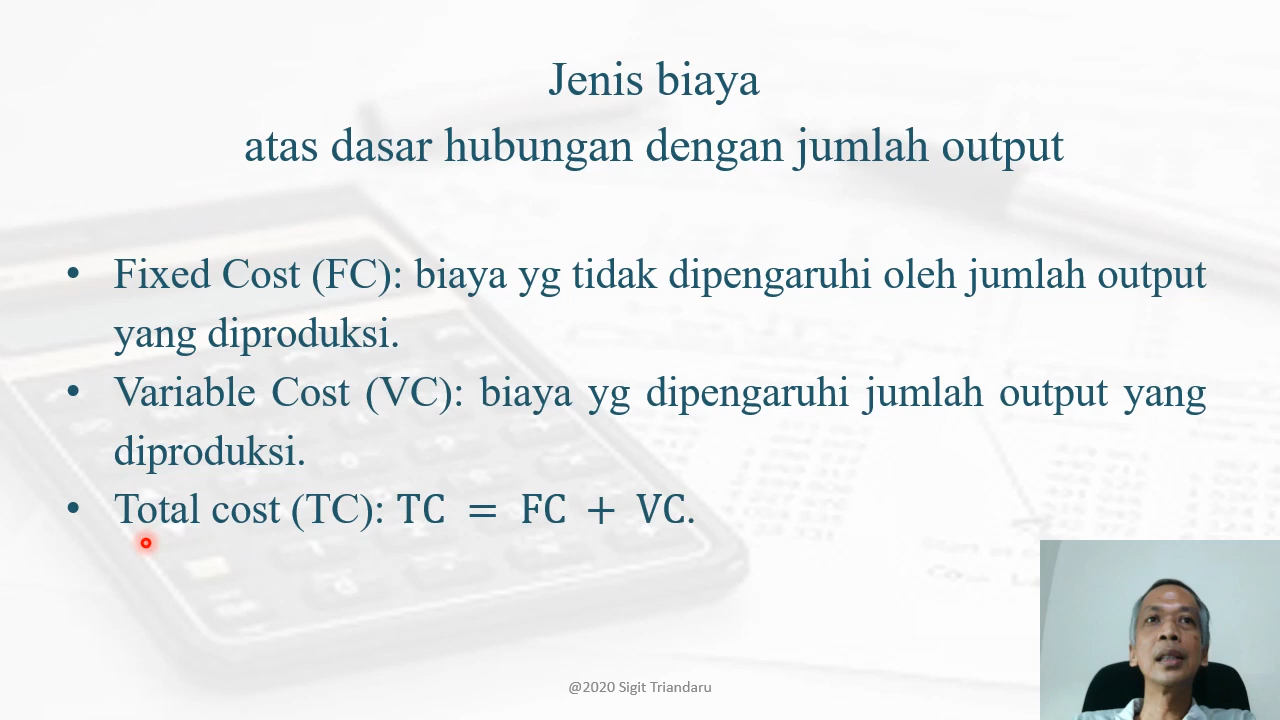 Jenis biaya
atas dasar hubungan dengan jumlah output
• Fixed Cost (FC): biaya yg tidak dipengaruhi oleh jumlah output
yang diproduksi.
• Variable Cost (VC): biaya yg dipengaruhi jumlah output yang
diproduksi.
• Total cost (TC): TC = FC + VC.
@2020 Sigit Triandaru